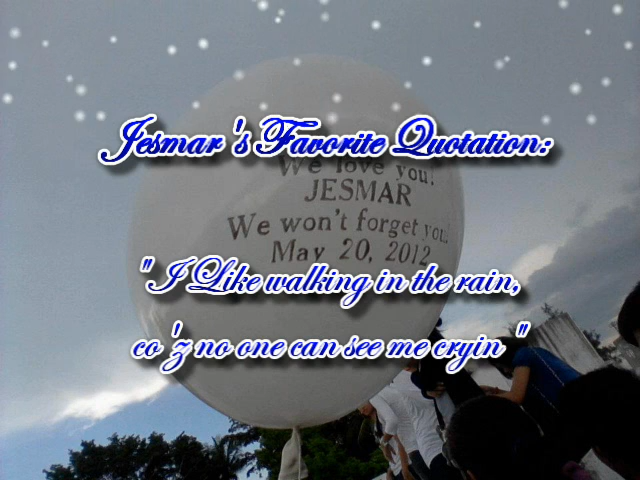 Jesmar 's Favorite Quotation:
We love you!
JESMAR
We won't forget you!
May 20, 2012
"I Like walking in the rain,
co'z no one can see me cryin "